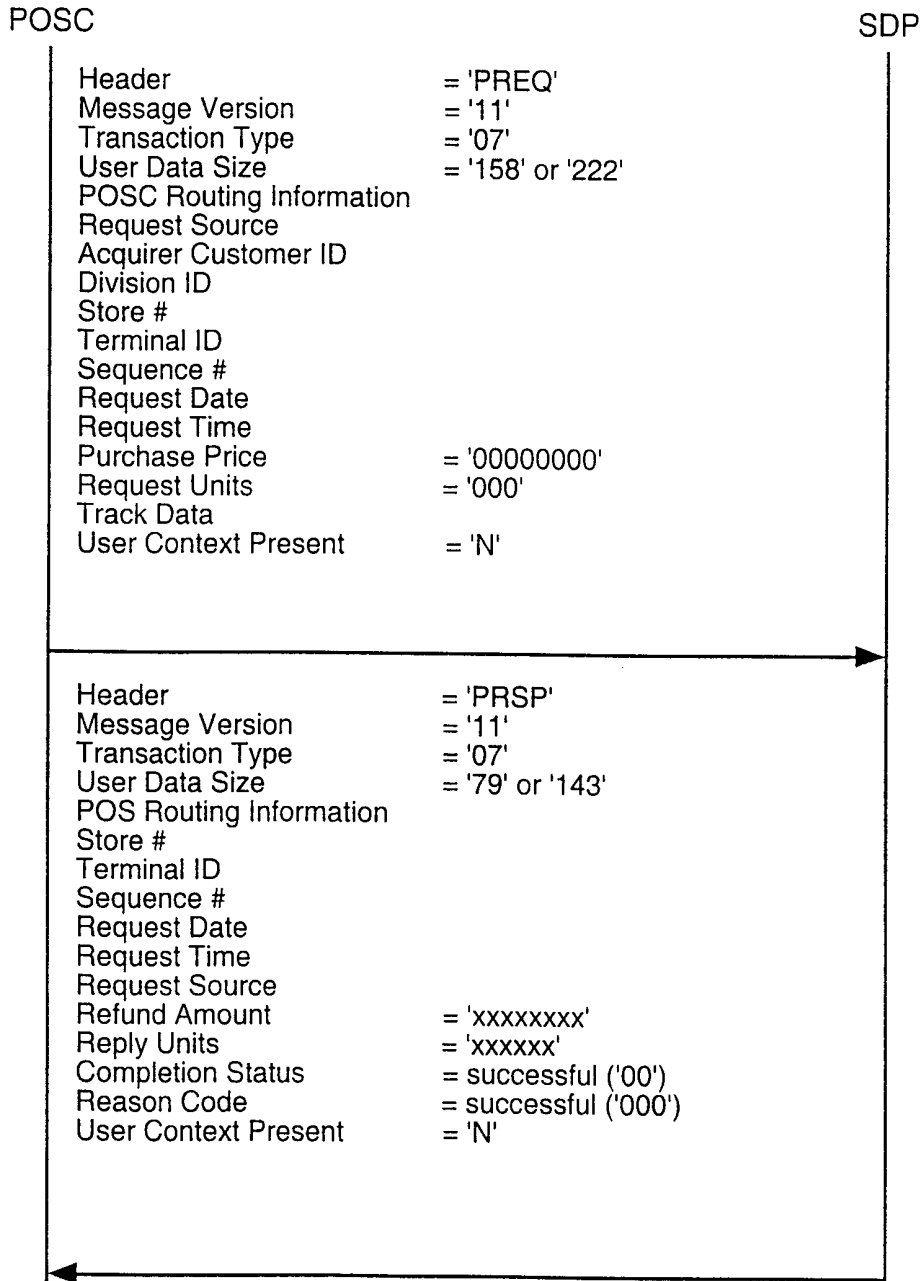 POSC SDP
Header = 'PREQ'
Message Version = '11'
Transaction Type = '07'
User Data Size = '158' or '222'
POSC Routing Information
Request Source
Acquirer Customer ID
Division ID
Store #
Terminal ID
Sequence #
Request Date
Request Time
Purchase Price = '00000000'
Request Units = '000'
Track Data
User Context Present = 'N'
Header = 'PRSP'
Message Version = '11'
Transaction Type = '07'
User Data Size = '79' or '143'
POS Routing Information
Store #
Terminal ID
Sequence #
Request Date
Request Time
Request Source
Refund Amount = 'xxxxxxxx'
Reply Units = 'xxxxxx'
Completion Status = successful ('00')
Reason Code = successful ('000')
User Context Present = 'N'